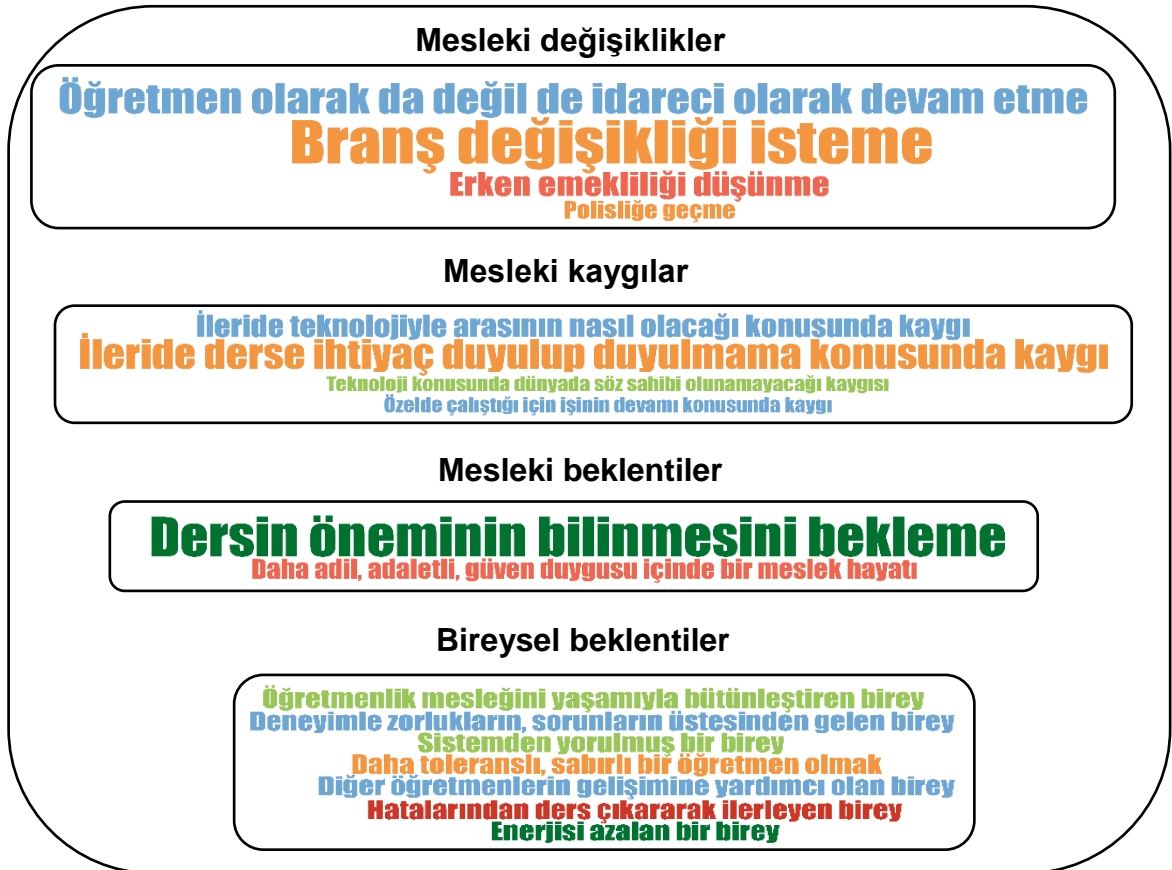 Mesleki değişiklikler
Öğretmen olarak da değil de idareci olarak devam etme
Branş değişikliği isteme
Erken emekliliği düşünme
Polisliğe geçme
Mesleki kaygılar
İleride teknolojiyle arasının nasıl olacağı konusunda kaygı
İleride derse ihtiyaç duyulup duyulmama konusunda kaygı
Teknoloji konusunda dünyada söz sahibi olunamayacağı kaygısı
Özelde çalıştığı için işinin devamı konusunda kaygı
Mesleki beklentiler
Dersin öneminin bilinmesini bekleme
Daha adil, adaletli, güven duygusu içinde bir meslek hayatı
Bireysel beklentiler
Öğretmenlik mesleğini yaşamıyla bütünleştiren birey
Deneyimle zorlukların, sorunların üstesinden gelen birey
Sistemden yorulmuş bir birey
Daha toleranslı, sabırlı bir öğretmen olmak
Diğer öğretmenlerin gelişimine yardımcı olan birey
Hatalarından ders çıkararak ilerleyen birey
Enerjisi azalan bir birey